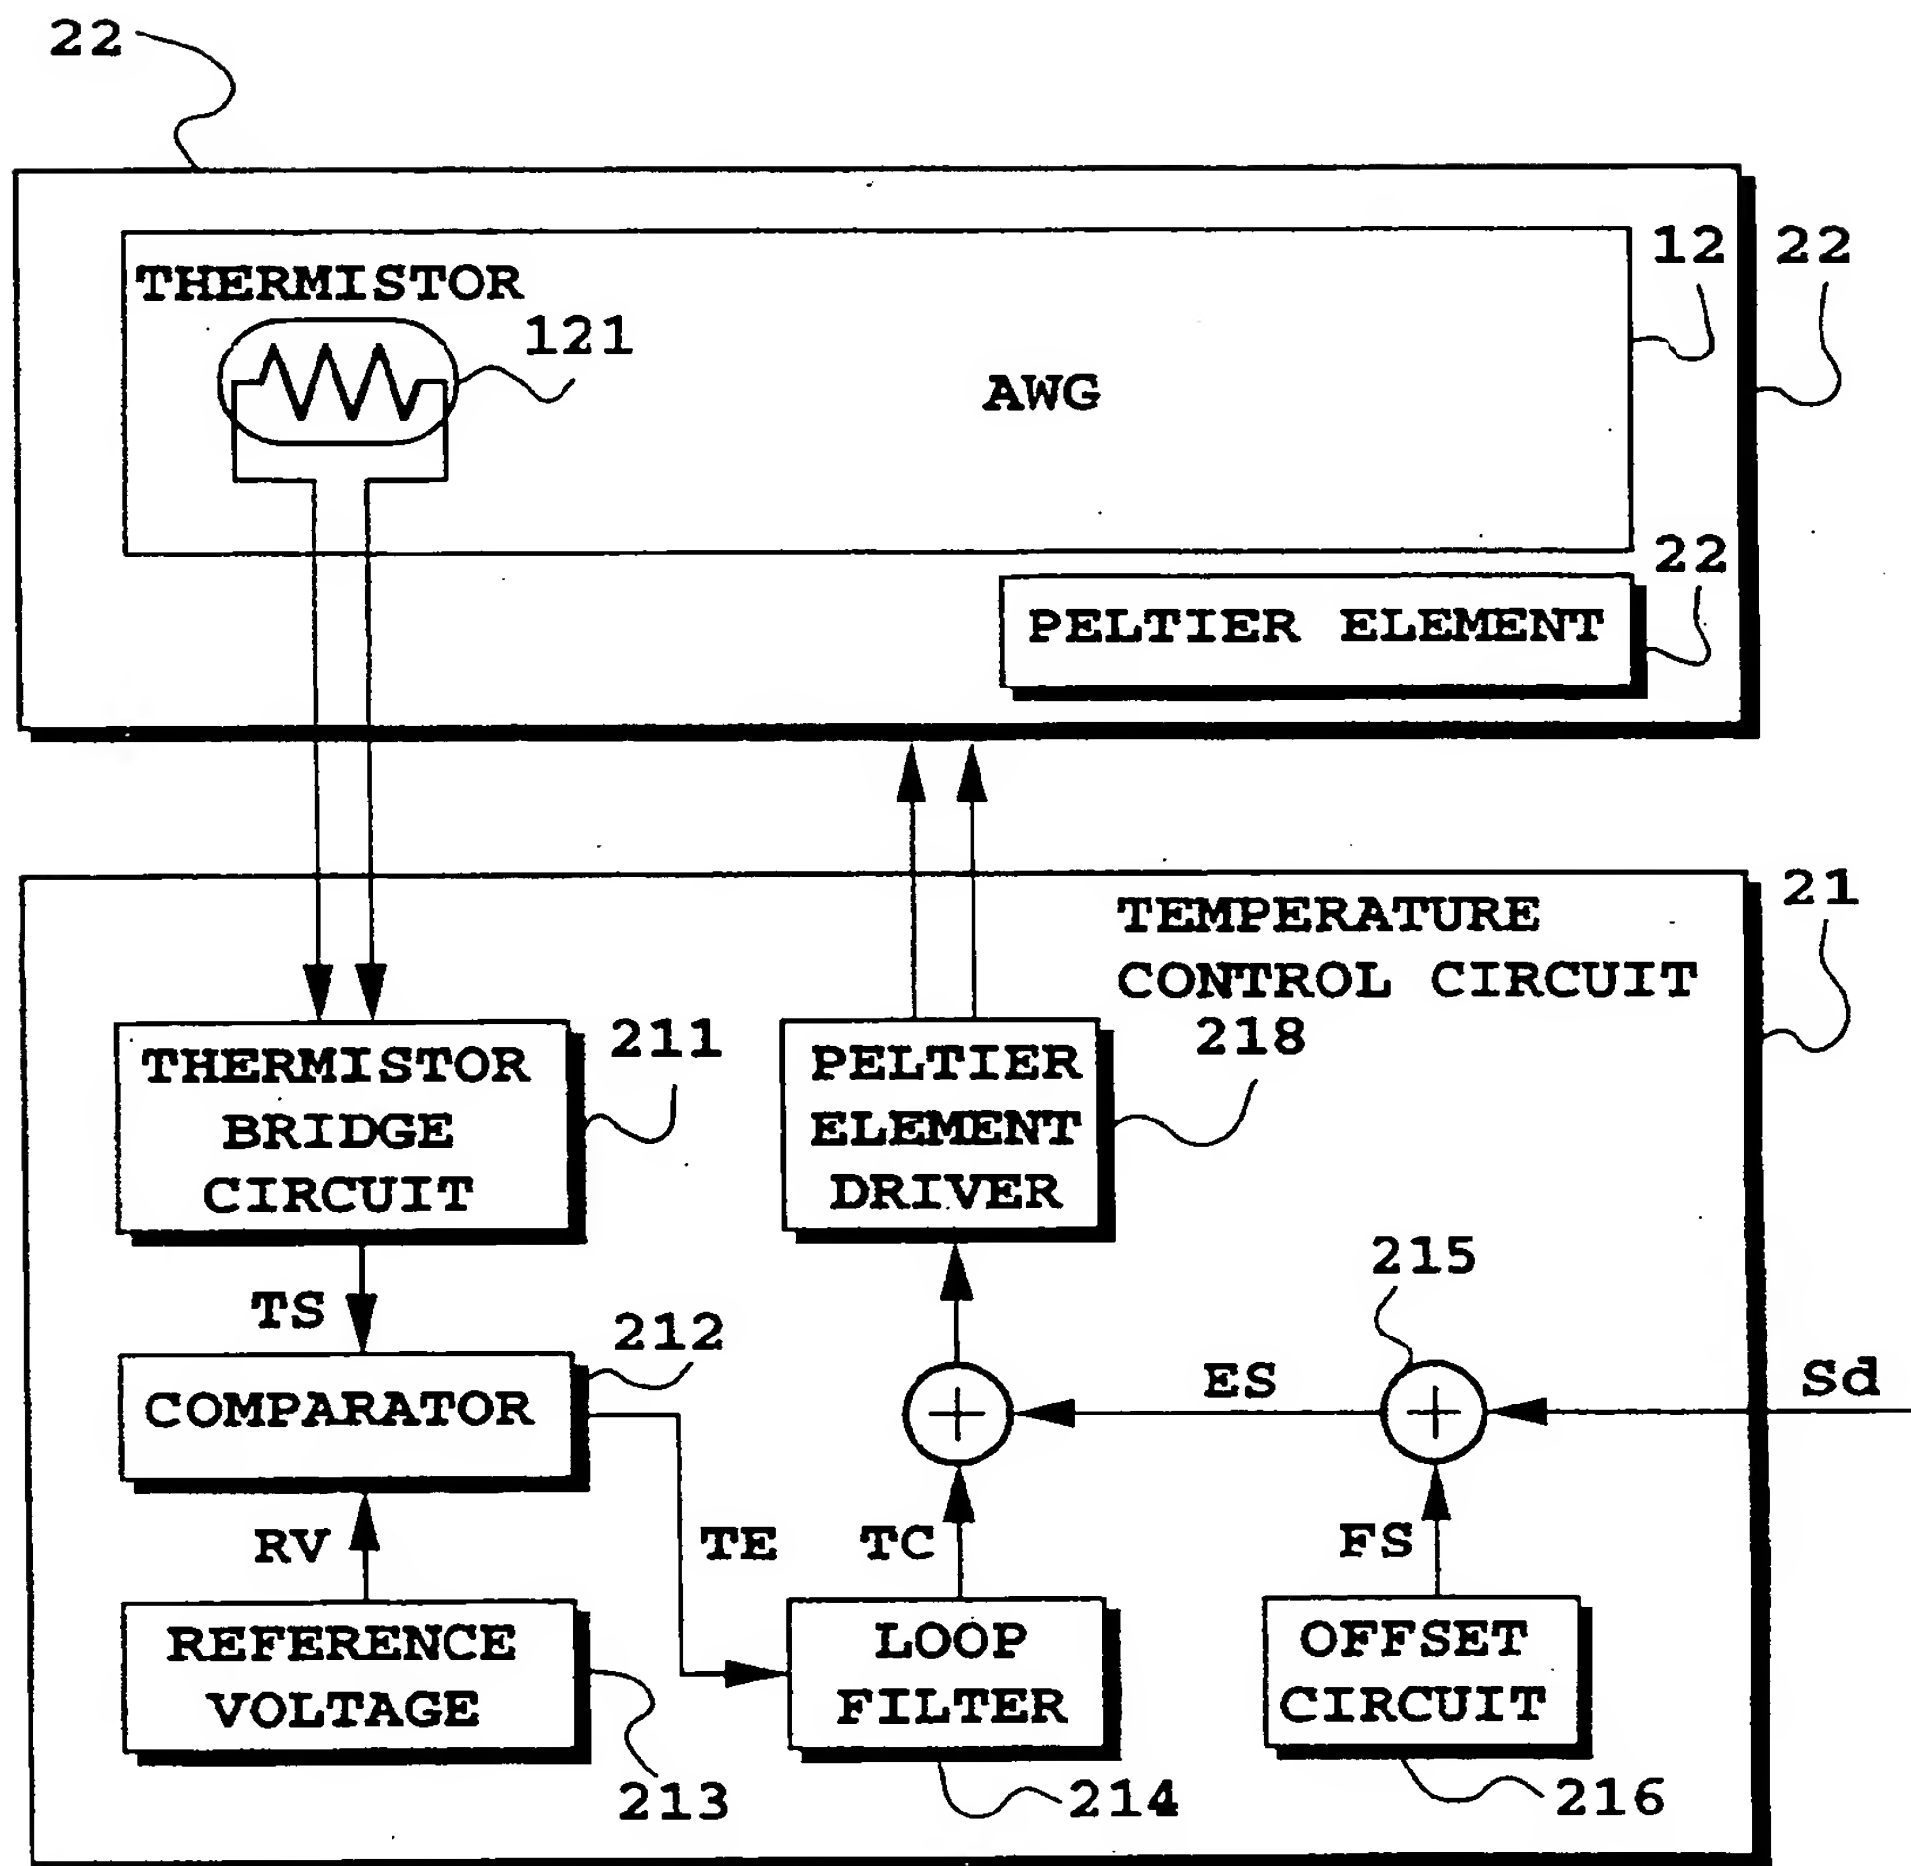 22
12
22
THERMISTOR
121
AWG
22
PELTIER ELEMENT
21
TEMPERATURE
CONTROL CIRCUIT
THERMISTOR
BRIDGE
CIRCUIT
211
PELTIER
ELEMENT
DRIVER
218
TS
215
212
COMPARATOR
ES
Sd
RV
TE
TC
FS
REFERENCE
VOLTAGE
LOOP
FILTER
OFFSET
CIRCUIT
213
214
216